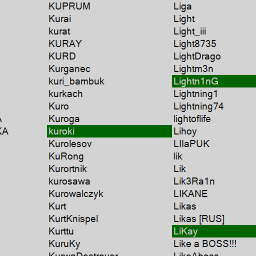 KUPRUM
Kurai
kurat
KURAY
KURD
Kurganec
kuri_bambuk
kurkach
Kuro
Kuroga
kuroki
Kurolesov
KuRong
Kurortnik
kurosawa
Kurowalczyk
Kurt
KurtKnispel
Kurttu
KuruKy
Liga
Light
Light_iii
Light8735
LightDrago
Lightm3n
Lightn1nG
Lightning1
Lightning74
lightoflife
Lihoy
LIIaPUK
lik
Lik
Lik3Ra1n
LIKANE
Likas
Likas [RUS]
LiKay
Like a BOSS!!!